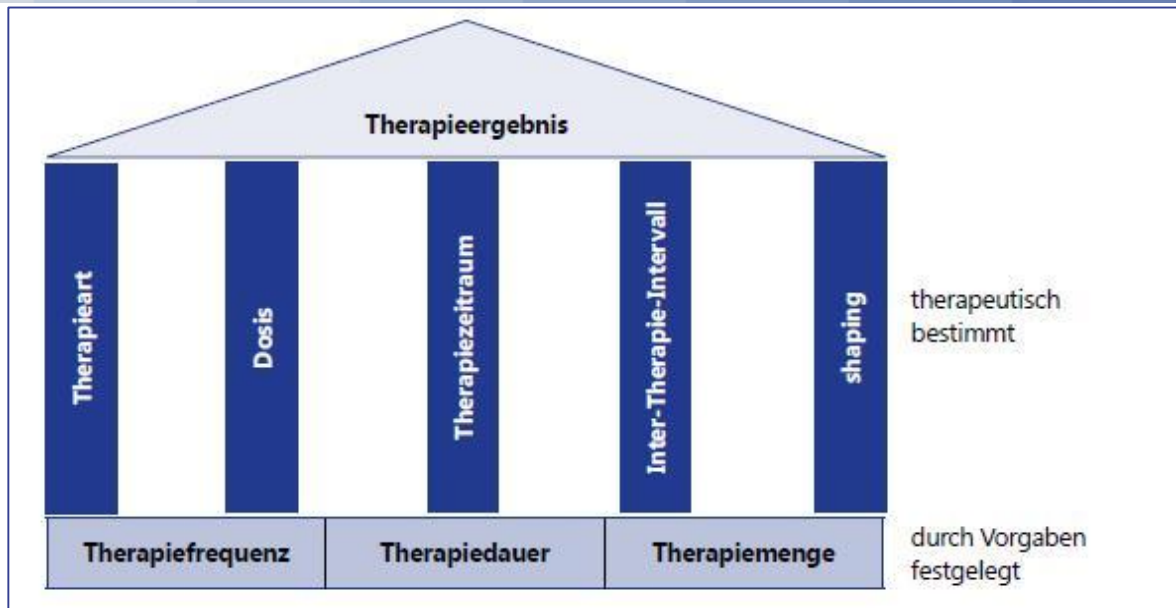 Therapieergebnis
Therapieart
Dosis
Therapiezeitraum
Inter-Therapie-Intervall
shaping
therapeutisch
bestimmt
Therapiefrequenz
Therapiedauer
Therapiemenge
durch Vorgaben
festgelegt